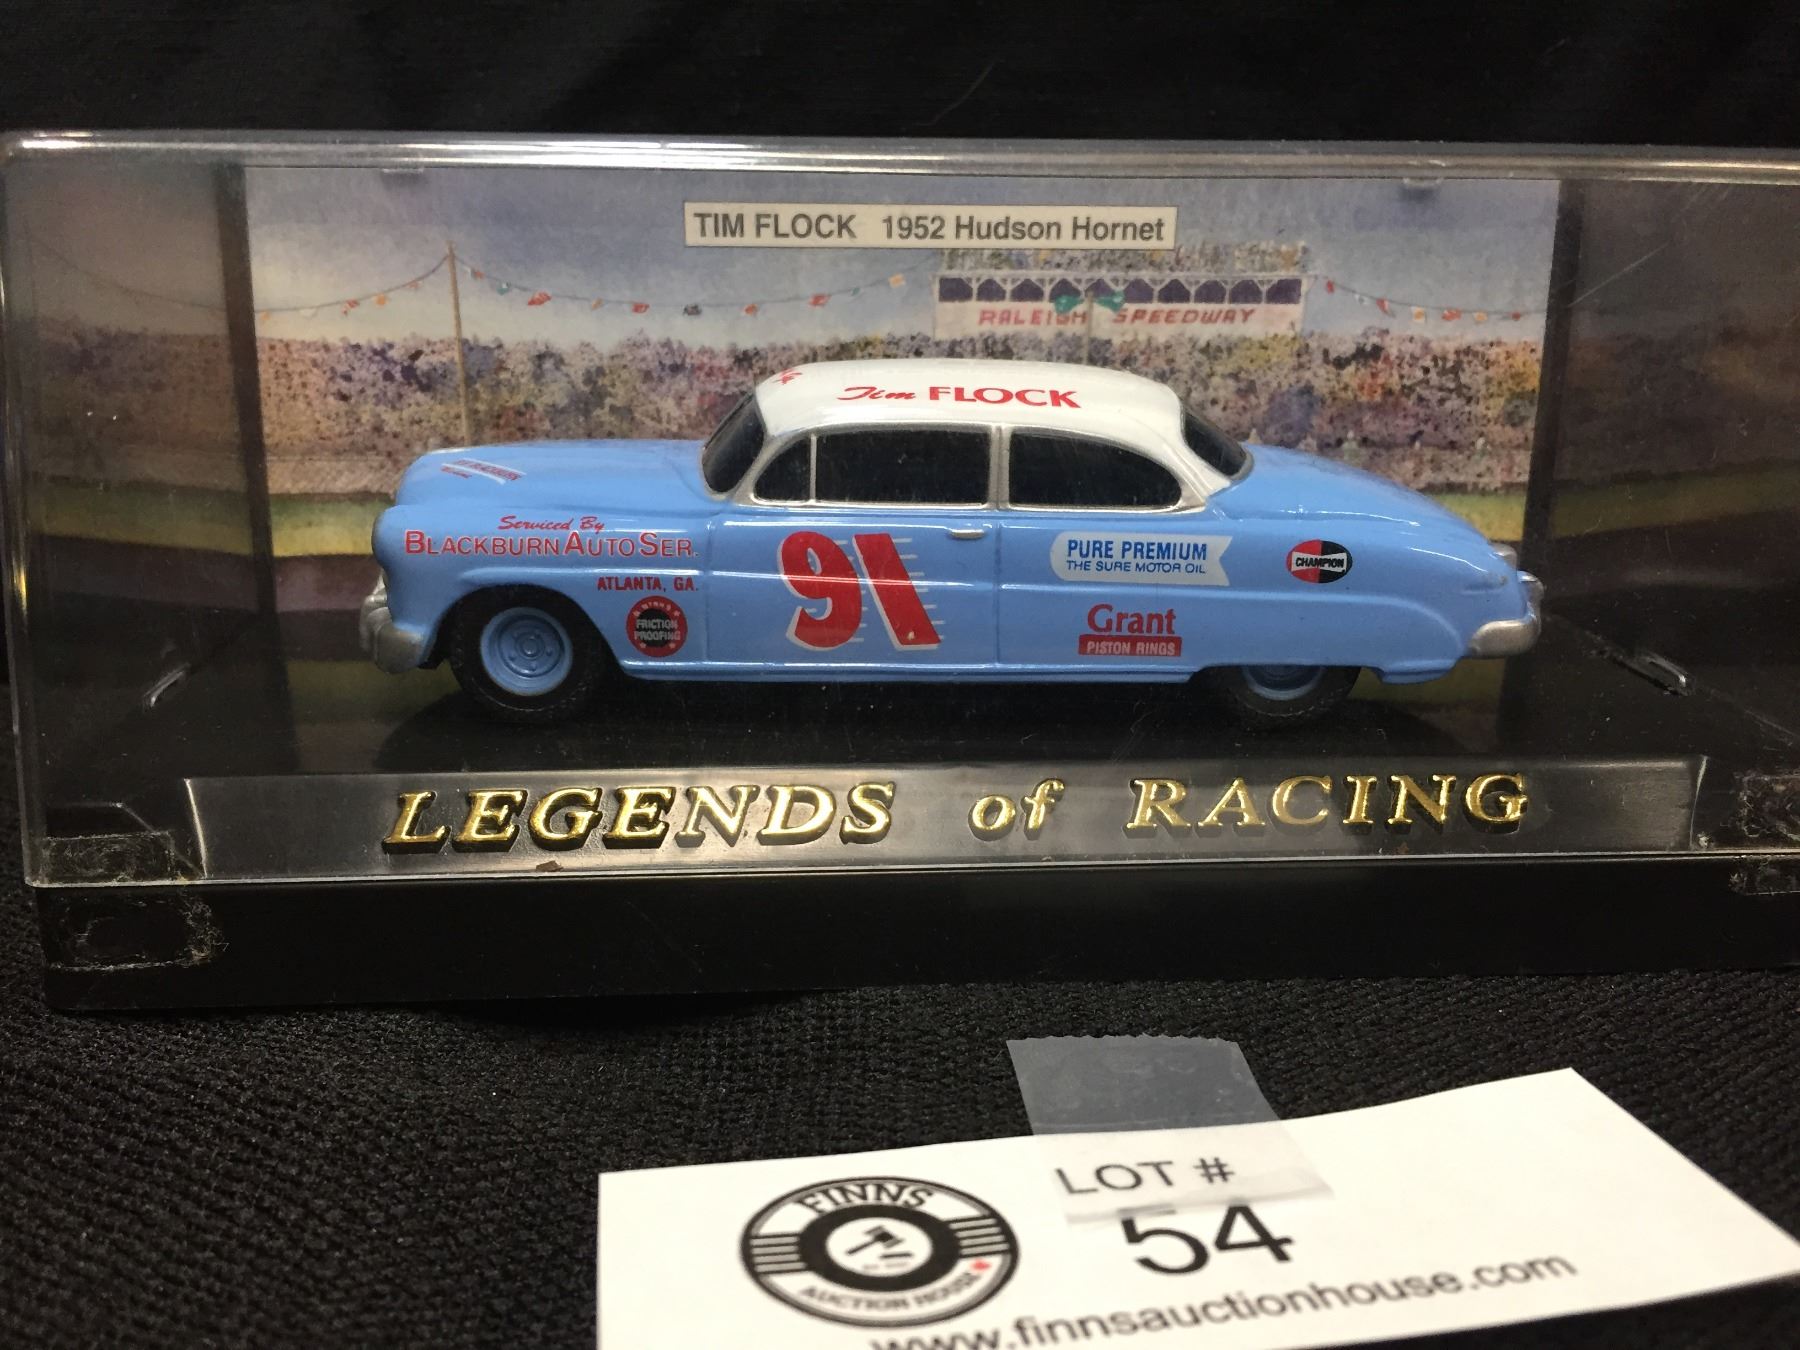 TIM FLOCK 1952 Hudson Hornet
RALEIGH SPEEDWAY
Tim FLOCK
Serviced By
BLACKBURN AUTO SER.
ATLANTA, GA.
FRICTION
PROOFING
91
PURE PREMIUM
THE SURE MOTOR OIL
CHAMPION
Grant
PISTON RINGS
LEGENDS of RACING
LOT #
54
FINNS
AUCTION HOUSE
www.finnsauctionhouse.com